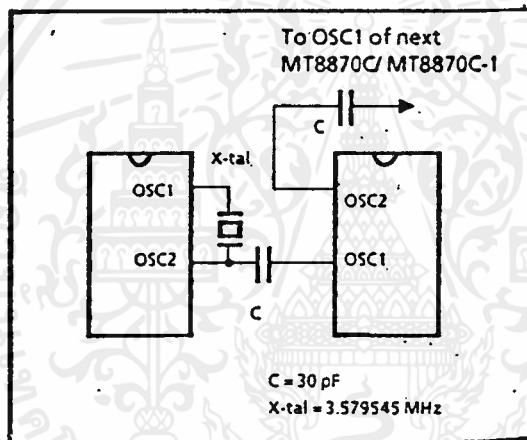 To OSC1 of next
MT8870C/ MT8870C-1
C
X-tal
OSC1
OSC2
OSC2
OSC1
C
C = 30 pF
X-tal = 3.579545 MHz